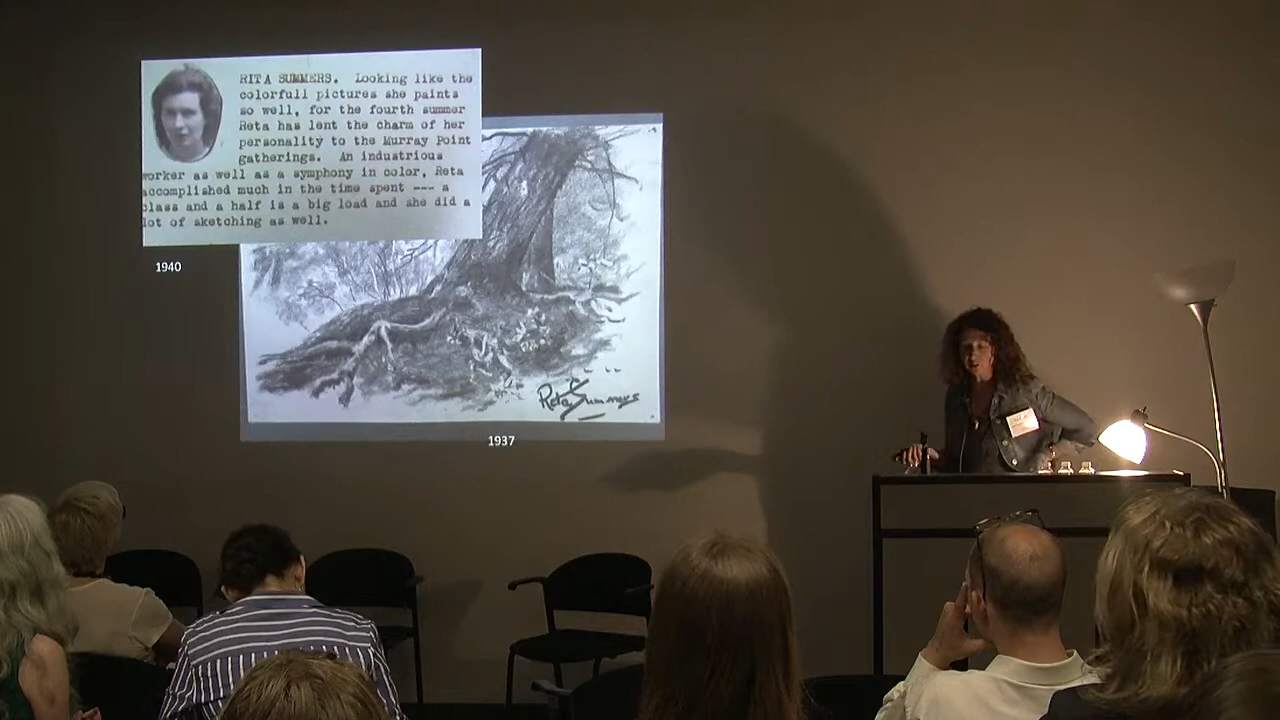 RITA SUMMERS. Looking like the
colorfull pictures she paints
so well, for the fourth summer
Reta has lent the charm of her
personality to the Murray Point
gatherings. An industrious
worker as well as a symphony in color, Reta
accomplished much in the time spent --- a
class and a half is a big load and she did a
lot of sketching as well.
1940
Reta Summers
1937